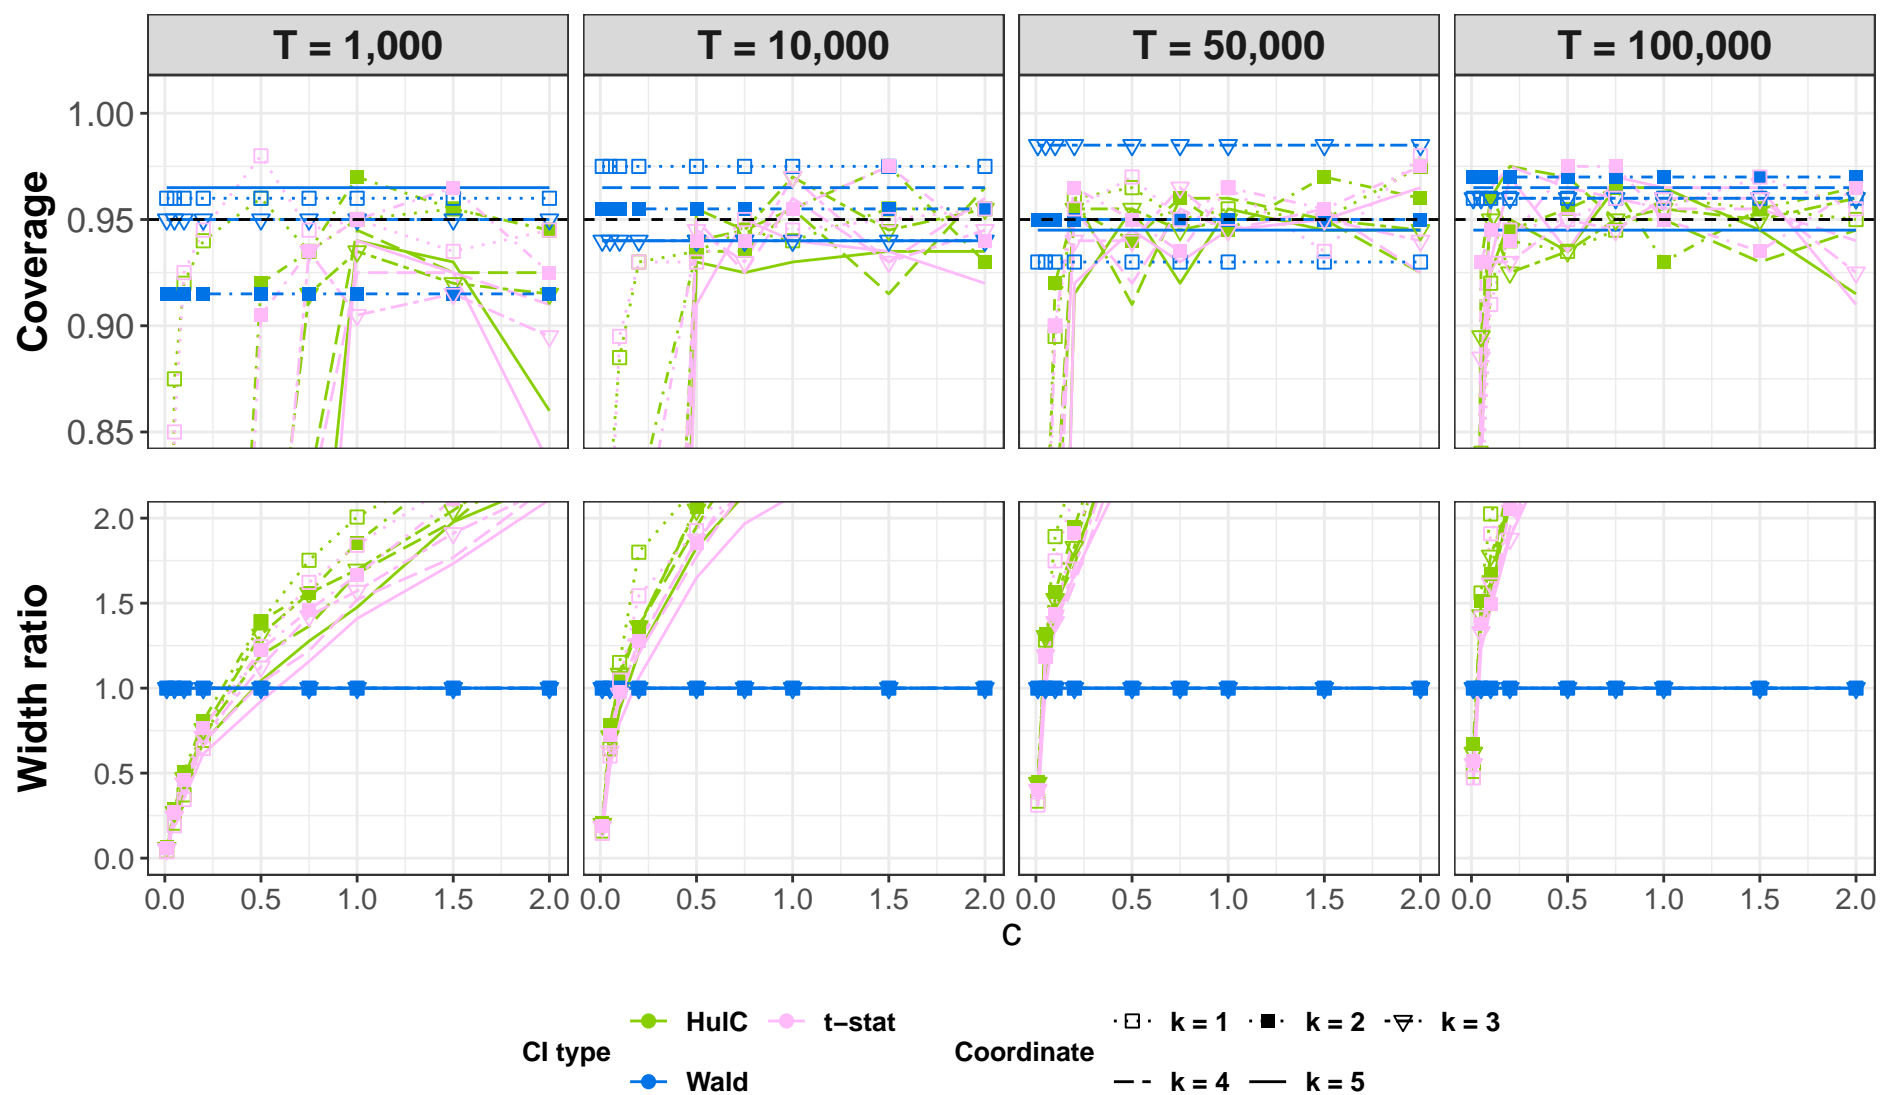 T = 1,000 T = 10,000 T = 50,000 T = 100,000
Coverage
1.00
0.95
0.90
0.85
Width ratio
2.0
1.5
1.0
0.5
0.0
0.0 0.5 1.0 1.5 2.0 0.0 0.5 1.0 1.5 2.0 0.0 0.5 1.0 1.5 2.0 0.0 0.5 1.0 1.5 2.0
c
CI type
HulC t−stat
Wald
Coordinate
k = 1 k = 2 k = 3
k = 4 k = 5